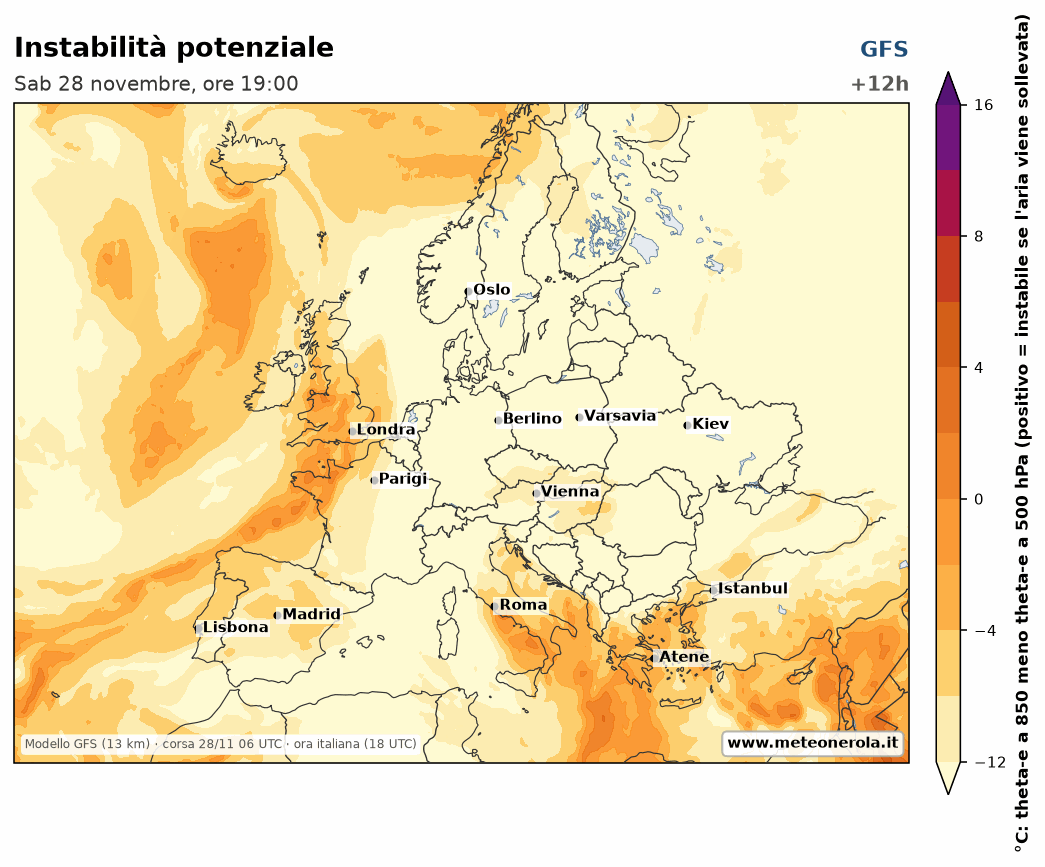 Instabilità potenziale
GFS
Sab 28 novembre, ore 19:00
+12h
Oslo
Berlino
Varsavia
Kiev
Londra
Parigi
Vienna
Istanbul
Roma
Madrid
Lisbona
Atene
Modello GFS (13 km) · corsa 28/11 06 UTC · ora italiana (18 UTC)
www.meteonerola.it
16
8
4
0
−4
−12
°C: theta-e a 850 meno theta-e a 500 hPa (positivo = instabile se l'aria viene sollevata)